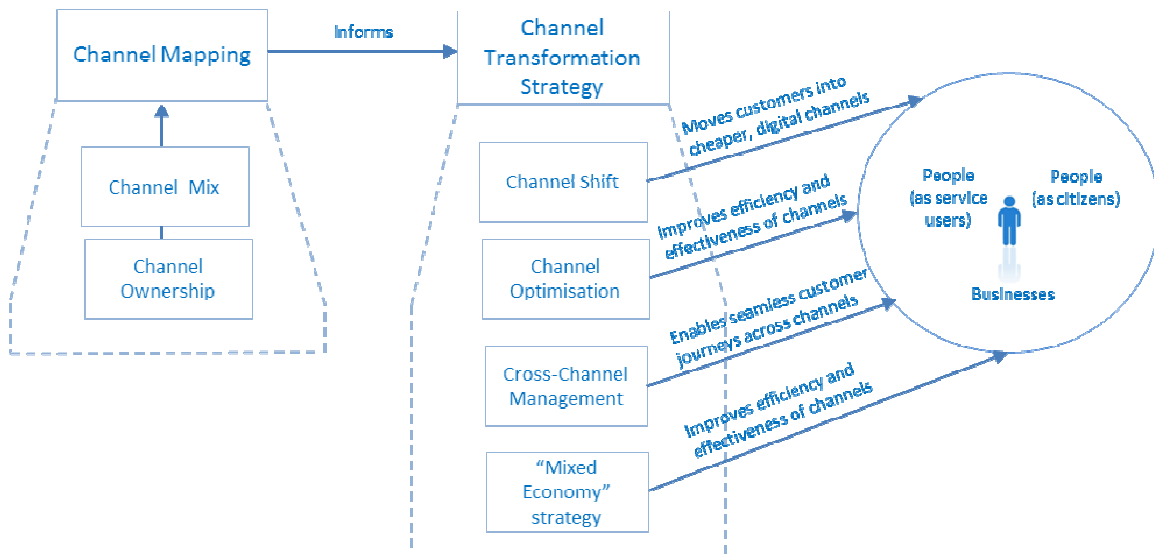 Channel Mapping
Informs
Channel
Transformation
Strategy
Channel Mix
Channel
Ownership
Channel Shift
Channel
Optimisation
Cross-Channel
Management
“Mixed
Economy”
strategy
Moves customers into
cheaper, digital channels
Improves efficiency and
effectiveness of channels
Enables seamless customer
journeys across channels
Improves efficiency and
effectiveness of channels
People
(as service
users)
People
(as citizens)
Businesses